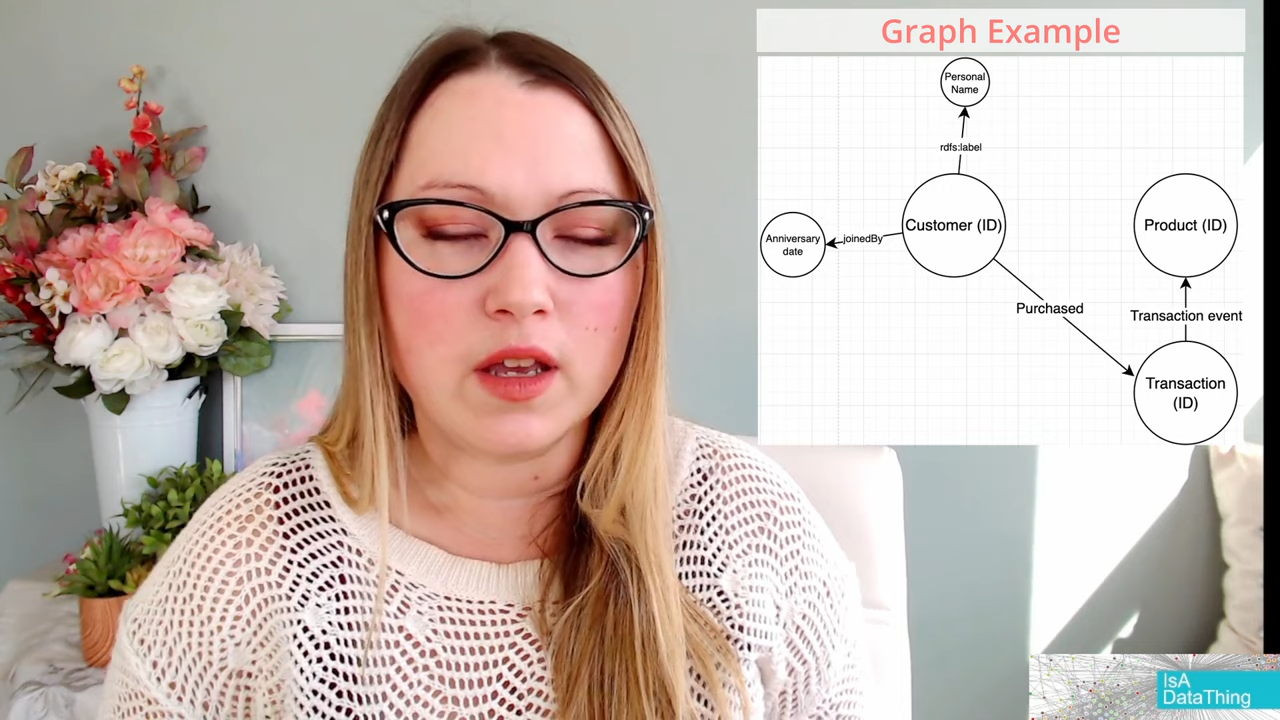 Graph Example
Personal
Name
rdfs:label
Customer (ID)
Product (ID)
Anniversary
date
joinedBy
Purchased
Transaction event
Transaction
(ID)
IsA
DataThing